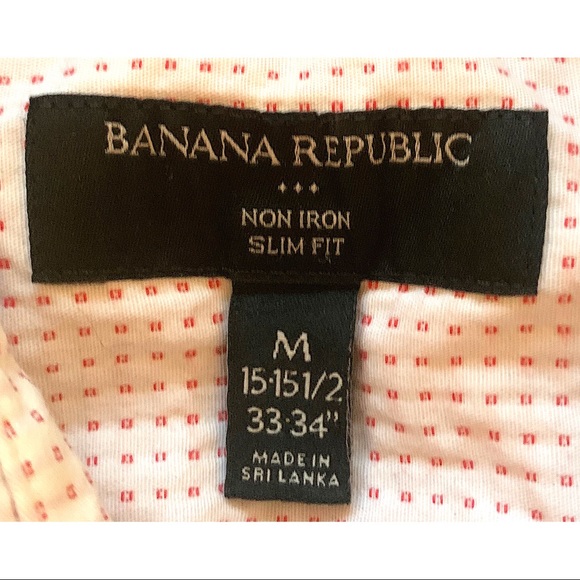 BANANA REPUBLIC
NON IRON
SLIM FIT
M
15·15 1/2
33·34"
MADE IN
SRI LANKA